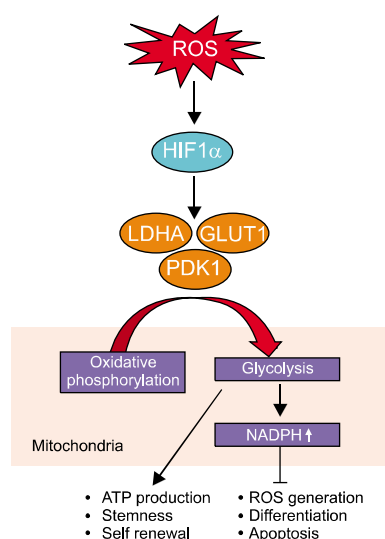 ROS
HIF1α
LDHA GLUT1
PDK1
Oxidative
phosphorylation
Glycolysis
NADPH↑
Mitochondria
• ATP production
• Stemness
• Self renewal
• ROS generation
• Differentiation
• Apoptosis